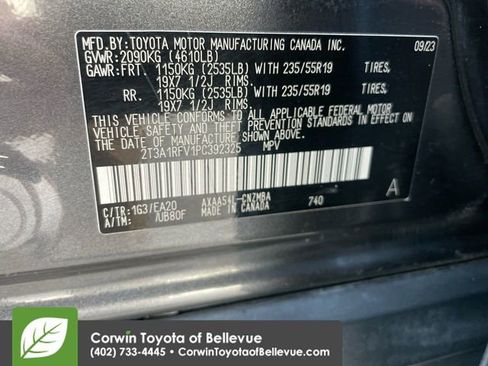 MFD.BY:TOYOTA MOTOR MANUFACTURING CANADA INC. 09/23
GVWR:2090KG (4610LB)
GAWR:FRT. 1150KG (2535LB) WITH 235/55R19 TIRES,
19X7 1/2J RIMS.
RR. 1150KG (2535LB) WITH 235/55R19 TIRES,
19X7 1/2J RIMS.
THIS VEHICLE CONFORMS TO ALL APPLICABLE FEDERAL MOTOR
VEHICLE SAFETY AND THEFT PREVENTION STANDARDS IN EFFECT ON
THE DATE OF MANUFACTURE SHOWN ABOVE.
2T3A1RFV1PC392325 MPV
C/TR:1G3/EA20 AXAA54L-CNZMBA 740 A
A/TM: /UB80F MADE IN CANADA
Corwin Toyota of Bellevue
(402) 733-4445 • CorwinToyotaofBellevue.com